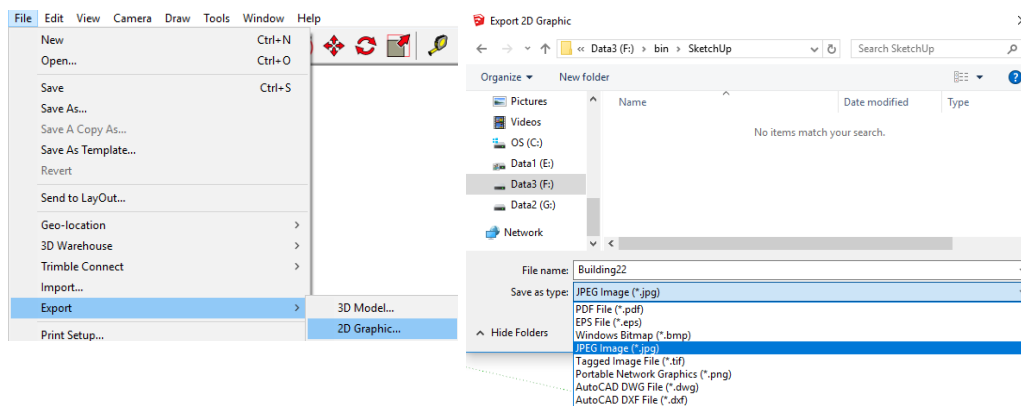 File Edit View Camera Draw Tools Window Help
New Ctrl+N
Open... Ctrl+O
Save Ctrl+S
Save As...
Save A Copy As...
Save As Template...
Revert
Send to LayOut...
Geo-location
3D Warehouse
Trimble Connect
Import...
Export
3D Model...
2D Graphic...
Print Setup...
Export 2D Graphic
« Data3 (F:) > bin > SketchUp
Search SketchUp
Organize New folder
Pictures
Videos
OS (C:)
Data1 (E:)
Data3 (F:)
Data2 (G:)
Network
Name Date modified Type
No items match your search.
File name: Building22
Save as type: JPEG Image (*.jpg)
PDF File (*.pdf)
EPS File (*.eps)
Windows Bitmap (*.bmp)
JPEG Image (*.jpg)
Tagged Image File (*.tif)
Portable Network Graphics (*.png)
AutoCAD DWG File (*.dwg)
AutoCAD DXF File (*.dxf)
Hide Folders